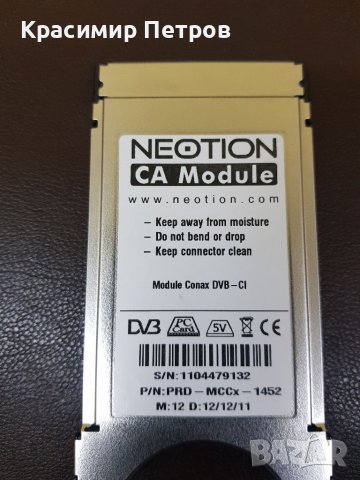 Красимир Петров
NEOTION
CA Module
www.neotion.com
– Keep away from moisture
– Do not bend or drop
– Keep connector clean
Module Conax DVB-CI
DVB PC Card 5V CE
S/N:1104479132
P/N:PRD-MCCx-1452
M:12 D:12/12/11
BAZAR